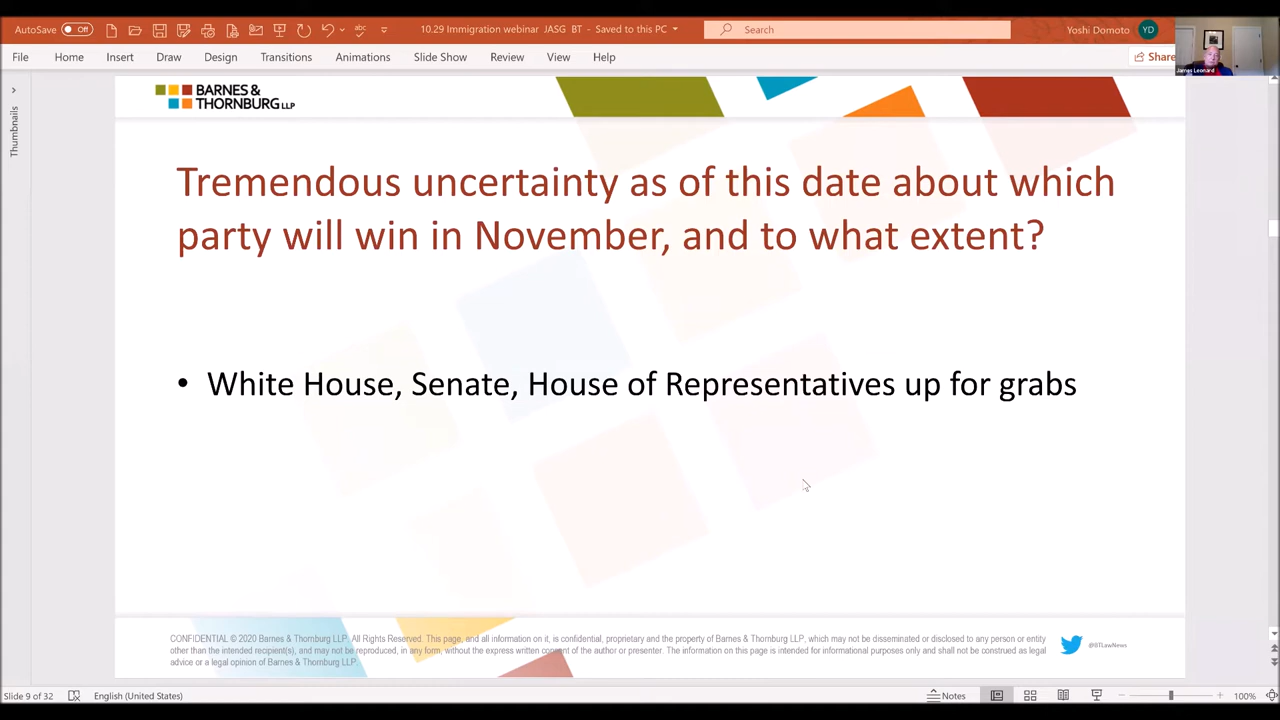 AutoSave Off 10.29 Immigration webinar JASG BT - Saved to this PC Search Yoshi Domoto YD
File Home Insert Draw Design Transitions Animations Slide Show Review View Help Share
James Leonard
Thumbnails
BARNES &
THORNBURG LLP
Tremendous uncertainty as of this date about which
party will win in November, and to what extent?
• White House, Senate, House of Representatives up for grabs
CONFIDENTIAL © 2020 Barnes & Thornburg LLP. All Rights Reserved. This page, and all information on it, is confidential, proprietary and the property of Barnes & Thornburg LLP, which may not be disseminated or disclosed to any person or entity
other than the intended recipient(s), and may not be reproduced, in any form, without the express written consent of the author or presenter. The information on this page is intended for informational purposes only and shall not be construed as legal
advice or a legal opinion of Barnes & Thornburg LLP.
@BTLawNews
Slide 9 of 32 English (United States) Notes 100%